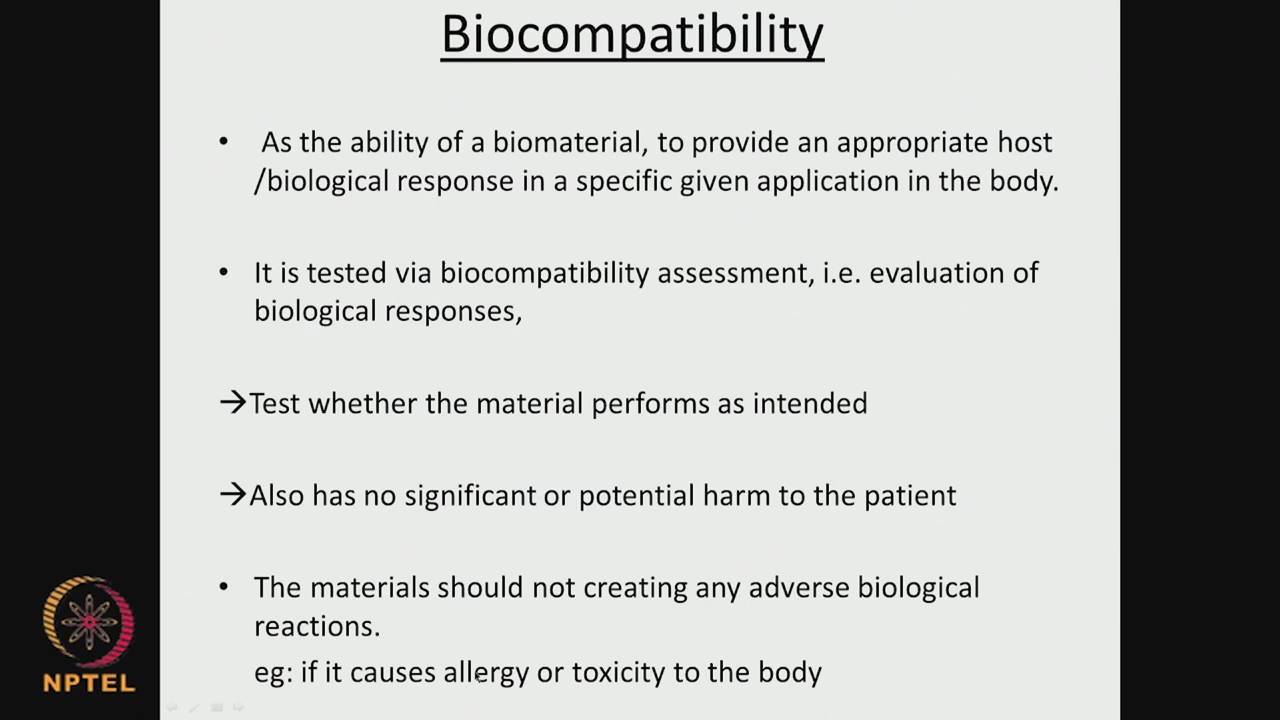 Biocompatibility
• As the ability of a biomaterial, to provide an appropriate host
/biological response in a specific given application in the body.
• It is tested via biocompatibility assessment, i.e. evaluation of
biological responses,
→Test whether the material performs as intended
→Also has no significant or potential harm to the patient
• The materials should not creating any adverse biological
reactions.
eg: if it causes allergy or toxicity to the body
NPTEL